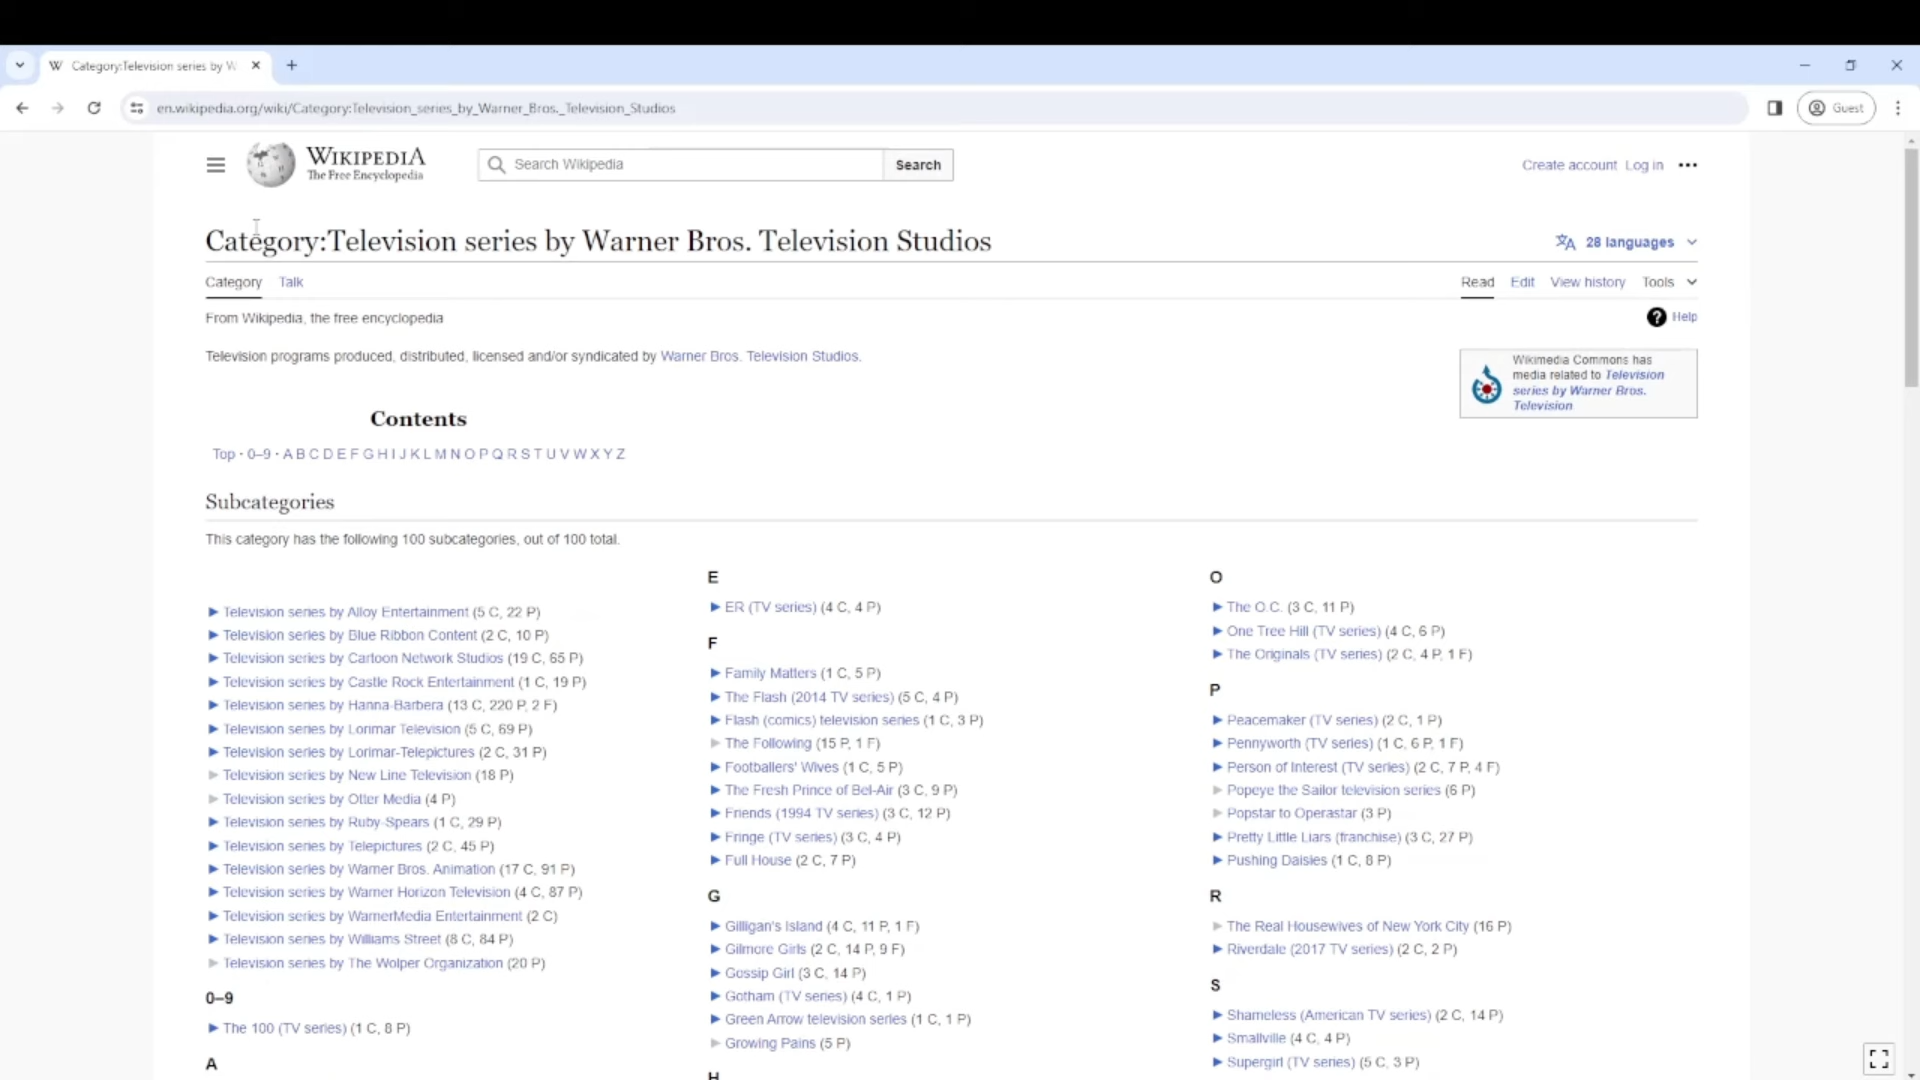 Category:Television series by W
en.wikipedia.org/wiki/Category:Television_series_by_Warner_Bros._Television_Studios
Guest
WIKIPEDIA
The Free Encyclopedia
Search Wikipedia
Search
Create account Log in
Category:Television series by Warner Bros. Television Studios
28 languages
Category Talk
Read Edit View history Tools
From Wikipedia, the free encyclopedia
Help
Television programs produced, distributed, licensed and/or syndicated by Warner Bros. Television Studios.
Wikimedia Commons has
media related to Television
series by Warner Bros.
Television
Contents
Top · 0–9 · A B C D E F G H I J K L M N O P Q R S T U V W X Y Z
Subcategories
This category has the following 100 subcategories, out of 100 total.
Television series by Alloy Entertainment (5 C, 22 P)
Television series by Blue Ribbon Content (2 C, 10 P)
Television series by Cartoon Network Studios (19 C, 65 P)
Television series by Castle Rock Entertainment (1 C, 19 P)
Television series by Hanna-Barbera (13 C, 220 P, 2 F)
Television series by Lorimar Television (5 C, 69 P)
Television series by Lorimar-Telepictures (2 C, 31 P)
Television series by New Line Television (18 P)
Television series by Otter Media (4 P)
Television series by Ruby-Spears (1 C, 29 P)
Television series by Telepictures (2 C, 45 P)
Television series by Warner Bros. Animation (17 C, 91 P)
Television series by Warner Horizon Television (4 C, 87 P)
Television series by WarnerMedia Entertainment (2 C)
Television series by Williams Street (8 C, 84 P)
Television series by The Wolper Organization (20 P)
0–9
The 100 (TV series) (1 C, 8 P)
A
E
ER (TV series) (4 C, 4 P)
F
Family Matters (1 C, 5 P)
The Flash (2014 TV series) (5 C, 4 P)
Flash (comics) television series (1 C, 3 P)
The Following (15 P, 1 F)
Footballers' Wives (1 C, 5 P)
The Fresh Prince of Bel-Air (3 C, 9 P)
Friends (1994 TV series) (3 C, 12 P)
Fringe (TV series) (3 C, 4 P)
Full House (2 C, 7 P)
G
Gilligan's Island (4 C, 11 P, 1 F)
Gilmore Girls (2 C, 14 P, 9 F)
Gossip Girl (3 C, 14 P)
Gotham (TV series) (4 C, 1 P)
Green Arrow television series (1 C, 1 P)
Growing Pains (5 P)
H
O
The O.C. (3 C, 11 P)
One Tree Hill (TV series) (4 C, 6 P)
The Originals (TV series) (2 C, 4 P, 1 F)
P
Peacemaker (TV series) (2 C, 1 P)
Pennyworth (TV series) (1 C, 6 P, 1 F)
Person of Interest (TV series) (2 C, 7 P, 4 F)
Popeye the Sailor television series (6 P)
Popstar to Operastar (3 P)
Pretty Little Liars (franchise) (3 C, 27 P)
Pushing Daisies (1 C, 8 P)
R
The Real Housewives of New York City (16 P)
Riverdale (2017 TV series) (2 C, 2 P)
S
Shameless (American TV series) (2 C, 14 P)
Smallville (4 C, 4 P)
Supergirl (TV series) (5 C, 3 P)